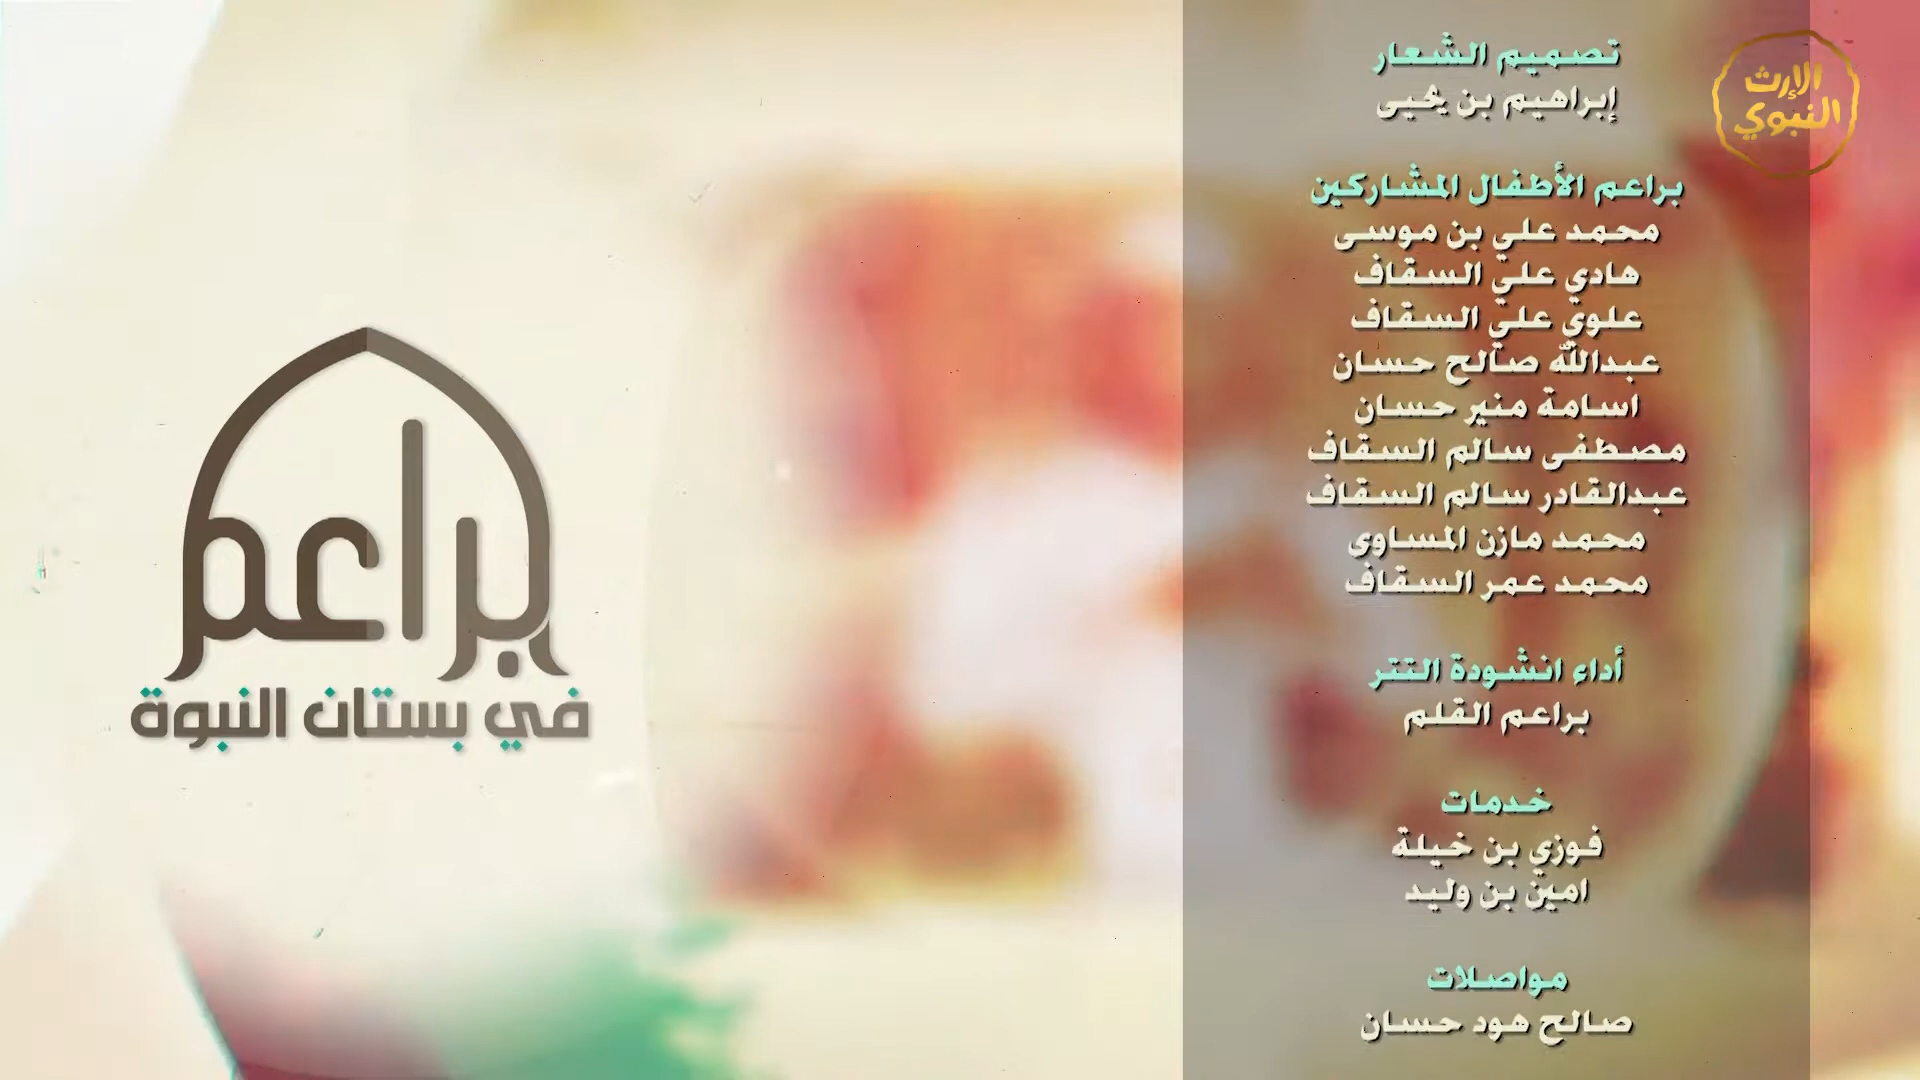 تصميم الشعار
إبراهيم بن يحيى
براعم الأطفال المشاركين
محمد علي بن موسى
هادي علي السقاف
علوي علي السقاف
عبدالله صالح حسان
اسامة منير حسان
مصطفى سالم السقاف
عبدالقادر سالم السقاف
محمد مازن المساوى
محمد عمر السقاف
أداء انشودة التتر
براعم القلم
خدمات
فوزي بن خيلة
امين بن وليد
مواصلات
صالح هود حسان
الإرث
النبوي
براعم
في بستان النبوة